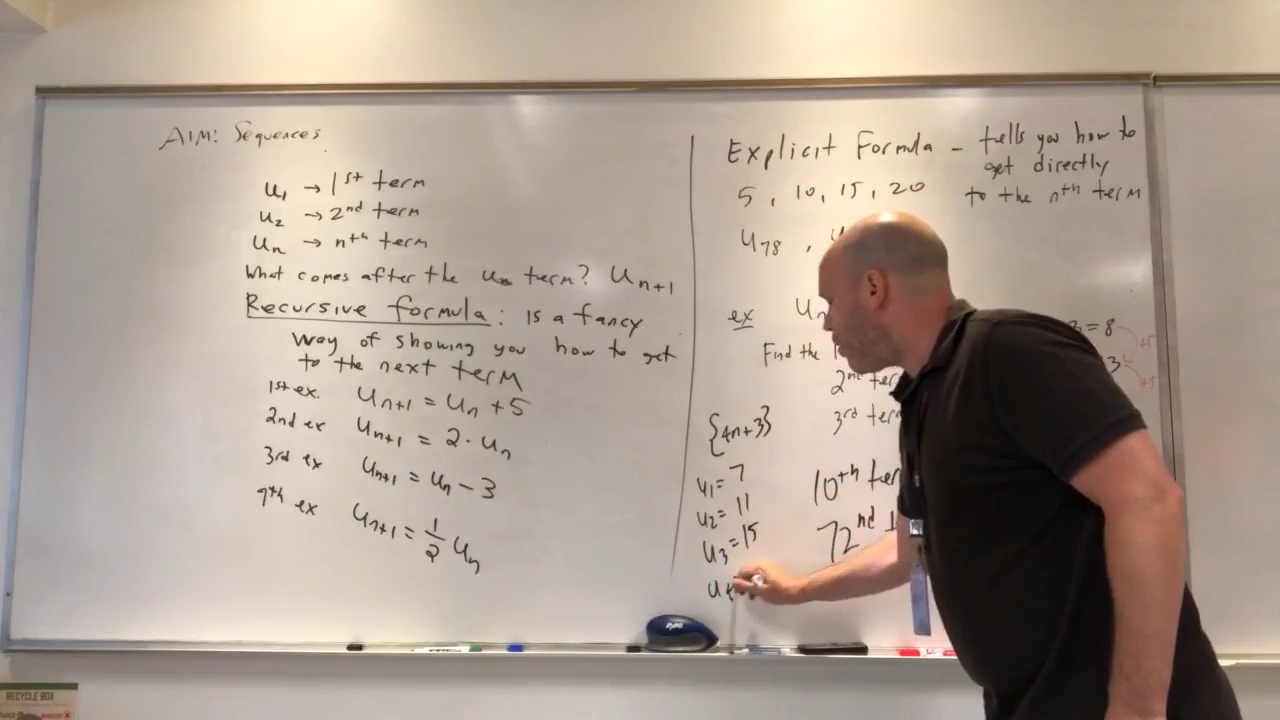 AIM: Sequences
u₁ → 1st term
u₂ → 2nd term
uₙ → nth term
What comes after the uₙ term? Uₙ₊₁
Recursive formula: is a fancy
way of showing you how to get
to the next term
1st ex. Uₙ₊₁ = Uₙ + 5
2nd ex Uₙ₊₁ = 2 · Uₙ
3rd ex Uₙ₊₁ = Uₙ - 3
Uₙ₊₁ = 1/2 Uₙ
Explicit Formula - tells you how to
get directly
to the nth term
5, 10, 15, 20
U₇₈,
ex
Find the
2nd
3rd
= 8
+5
{4n+3}
u₁ = 7
u₂ = 11
u₃ = 15
10th
72nd
expo
RECYCLE BOX